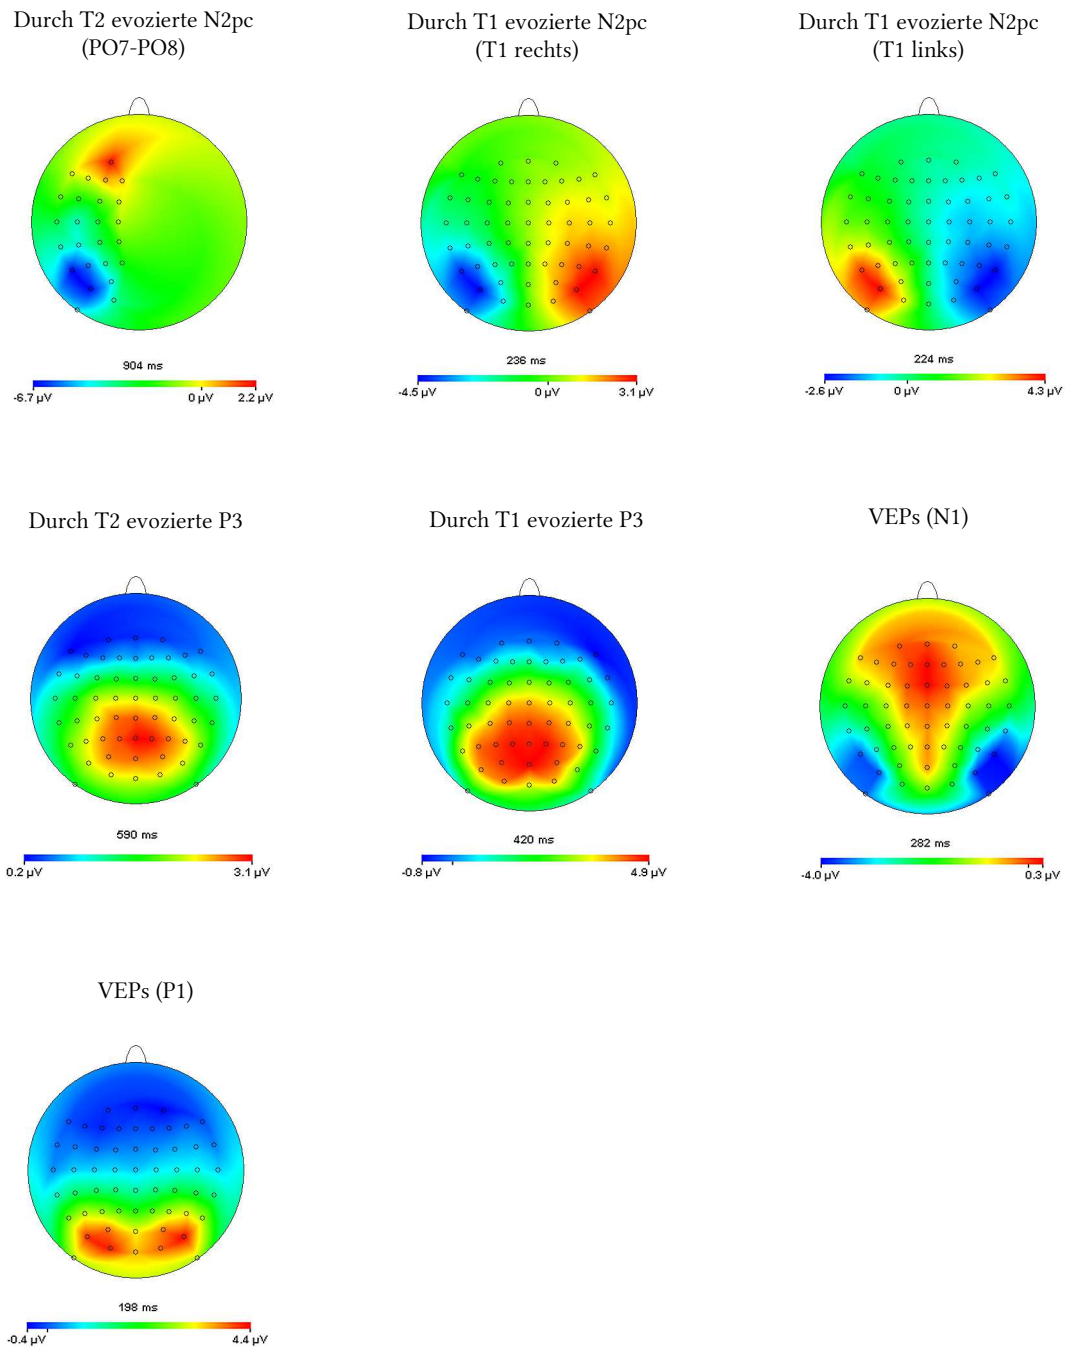 Durch T2 evozierte N2pc
(PO7-PO8)
Durch T1 evozierte N2pc
(T1 rechts)
Durch T1 evozierte N2pc
(T1 links)
904 ms
-6.7 µV 0 µV 2.2 µV
236 ms
-4.5 µV 0 µV 3.1 µV
224 ms
-2.6 µV 0 µV 4.3 µV
Durch T2 evozierte P3
Durch T1 evozierte P3
VEPs (N1)
590 ms
0.2 µV 3.1 µV
420 ms
-0.8 µV 4.9 µV
282 ms
-4.0 µV 0.3 µV
VEPs (P1)
198 ms
-0.4 µV 4.4 µV